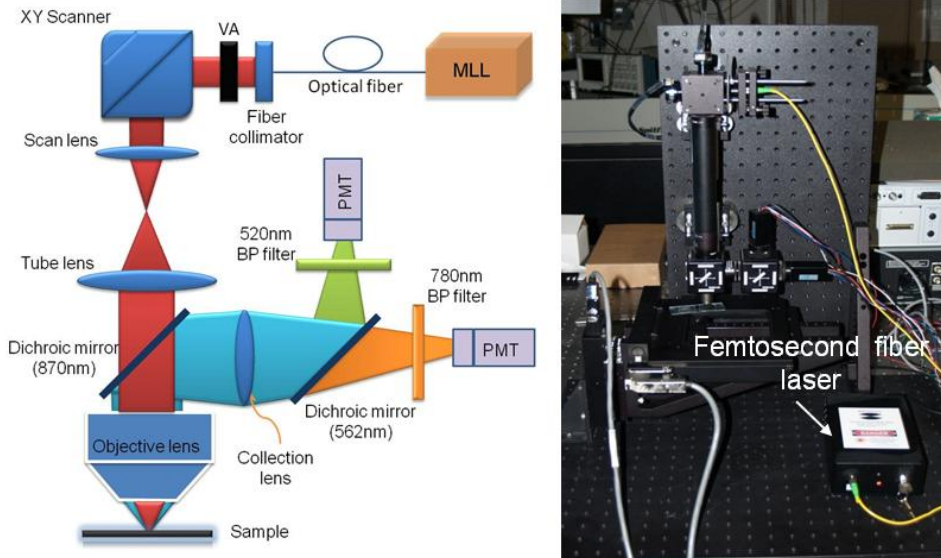 XY Scanner
VA
MLL
Optical fiber
Fiber
collimator
Scan lens
PMT
520nm
BP filter
Tube lens
780nm
BP filter
Dichroic mirror
(870nm)
PMT
Dichroic mirror
(562nm)
Objective lens
Collection
lens
Sample
Femtosecond fiber
laser
DANGER